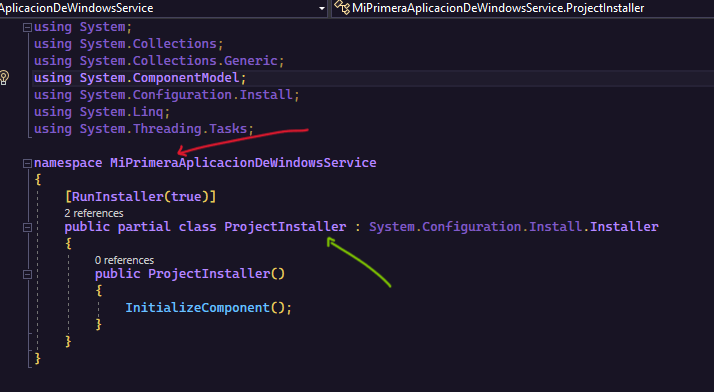 AplicacionDeWindowsService MiPrimeraAplicacionDeWindowsService.ProjectInstaller
using System;
using System.Collections;
using System.Collections.Generic;
using System.ComponentModel;
using System.Configuration.Install;
using System.Linq;
using System.Threading.Tasks;
namespace MiPrimeraAplicacionDeWindowsService
{
[RunInstaller(true)]
2 references
public partial class ProjectInstaller : System.Configuration.Install.Installer
{
0 references
public ProjectInstaller()
{
InitializeComponent();
}
}
}